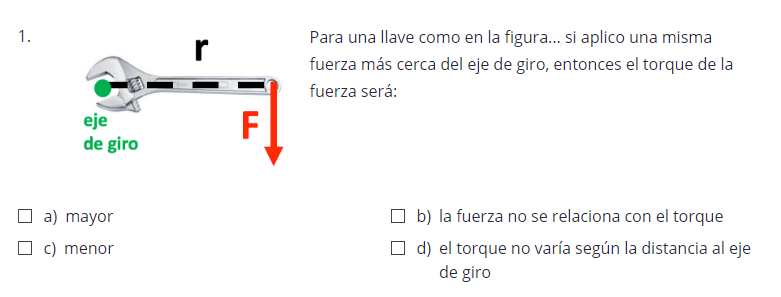 1.
r
Para una llave como en la figura... si aplico una misma
fuerza más cerca del eje de giro, entonces el torque de la
fuerza será:
eje
de giro
F
a) mayor
b) la fuerza no se relaciona con el torque
c) menor
d) el torque no varía según la distancia al eje
de giro